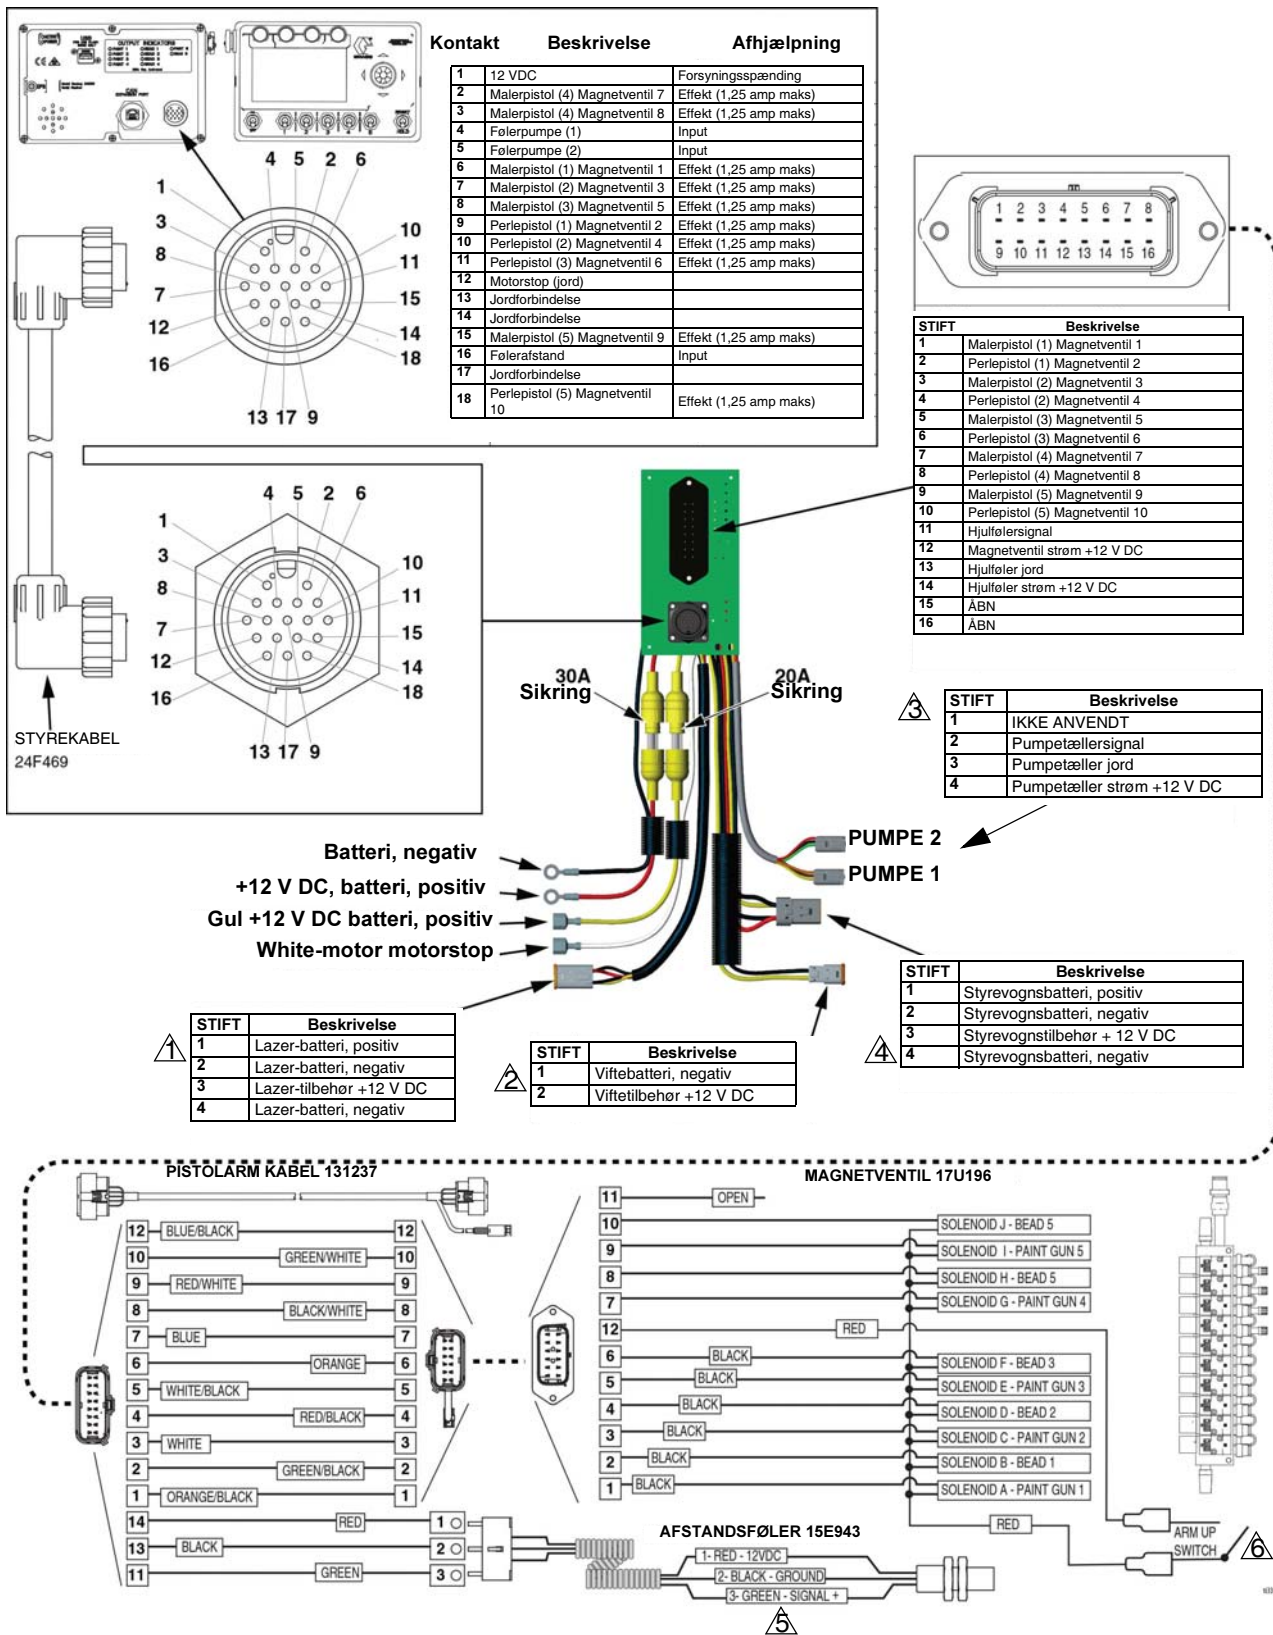 OUTPUT INDICATORS
Kontakt Beskrivelse Afhjælpning
1 12 VDC Forsyningsspænding
2 Malerpistol (4) Magnetventil 7 Effekt (1,25 amp maks)
3 Malerpistol (4) Magnetventil 8 Effekt (1,25 amp maks)
4 Følerpumpe (1) Input
5 Følerpumpe (2) Input
6 Malerpistol (1) Magnetventil 1 Effekt (1,25 amp maks)
7 Malerpistol (2) Magnetventil 3 Effekt (1,25 amp maks)
8 Malerpistol (3) Magnetventil 5 Effekt (1,25 amp maks)
9 Perlepistol (1) Magnetventil 2 Effekt (1,25 amp maks)
10 Perlepistol (2) Magnetventil 4 Effekt (1,25 amp maks)
11 Perlepistol (3) Magnetventil 6 Effekt (1,25 amp maks)
12 Motorstop (jord)
13 Jordforbindelse
14 Jordforbindelse
15 Malerpistol (5) Magnetventil 9 Effekt (1,25 amp maks)
16 Følerafstand Input
17 Jordforbindelse
18 Perlepistol (5) Magnetventil
10 Effekt (1,25 amp maks)
4 5 2 6
1
3
8
7
12
16
10
11
15
14
18
13 17 9
4 5 2 6
1
3
8
7
12
16
10
11
15
14
18
13 17 9
STYREKABEL
24F469
1 2 3 4 5 6 7 8
9 10 11 12 13 14 15 16
STIFT Beskrivelse
1 Malerpistol (1) Magnetventil 1
2 Perlepistol (1) Magnetventil 2
3 Malerpistol (2) Magnetventil 3
4 Perlepistol (2) Magnetventil 4
5 Malerpistol (3) Magnetventil 5
6 Perlepistol (3) Magnetventil 6
7 Malerpistol (4) Magnetventil 7
8 Perlepistol (4) Magnetventil 8
9 Malerpistol (5) Magnetventil 9
10 Perlepistol (5) Magnetventil 10
11 Hjulfølersignal
12 Magnetventil strøm +12 V DC
13 Hjulføler jord
14 Hjulføler strøm +12 V DC
15 ÅBN
16 ÅBN
30A
Sikring
20A
Sikring
3
STIFT Beskrivelse
1 IKKE ANVENDT
2 Pumpetællersignal
3 Pumpetæller jord
4 Pumpetæller strøm +12 V DC
PUMPE 2
PUMPE 1
Batteri, negativ
+12 V DC, batteri, positiv
Gul +12 V DC batteri, positiv
White-motor motorstop
1
STIFT Beskrivelse
1 Lazer-batteri, positiv
2 Lazer-batteri, negativ
3 Lazer-tilbehør +12 V DC
4 Lazer-batteri, negativ
2
STIFT Beskrivelse
1 Viftebatteri, negativ
2 Viftetilbehør +12 V DC
4
STIFT Beskrivelse
1 Styrevognsbatteri, positiv
2 Styrevognsbatteri, negativ
3 Styrevognstilbehør + 12 V DC
4 Styrevognsbatteri, negativ
PISTOLARM KABEL 131237
12 BLUE/BLACK 12
10 GREEN/WHITE 10
9 RED/WHITE 9
8 BLACK/WHITE 8
7 BLUE 7
6 ORANGE 6
5 WHITE/BLACK 5
4 RED/BLACK 4
3 WHITE 3
2 GREEN/BLACK 2
1 ORANGE/BLACK 1
14 RED 1
13 BLACK 2
11 GREEN 3
MAGNETVENTIL 17U196
11 OPEN
10 SOLENOID J - BEAD 5
9 SOLENOID I - PAINT GUN 5
8 SOLENOID H - BEAD 5
7 SOLENOID G - PAINT GUN 4
12 RED
6 BLACK SOLENOID F - BEAD 3
5 BLACK SOLENOID E - PAINT GUN 3
4 BLACK SOLENOID D - BEAD 2
3 BLACK SOLENOID C - PAINT GUN 2
2 BLACK SOLENOID B - BEAD 1
1 BLACK SOLENOID A - PAINT GUN 1
RED
ARM UP
SWITCH
6
AFSTANDSFØLER 15E943
1- RED - 12VDC
2- BLACK - GROUND
3- GREEN - SIGNAL +
5